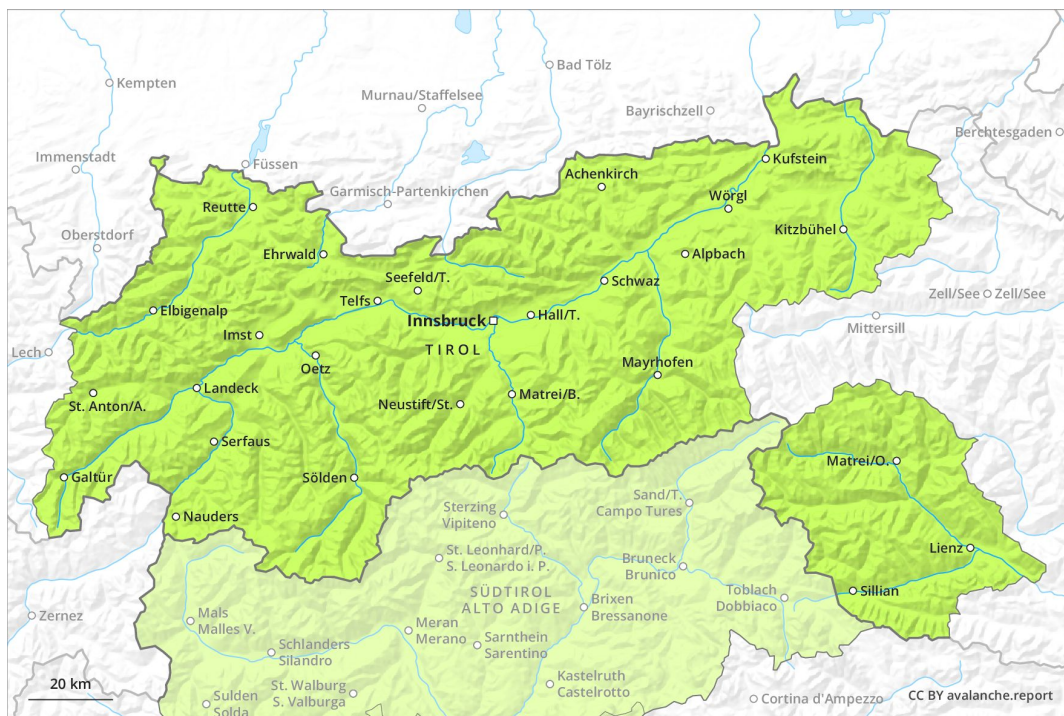 Kempten
Bad Tölz
Murnau/Staffelsee
Bayrischzell
Berchtesgaden
Immenstadt
Füssen
Kufstein
Achenkirch
Garmisch-Partenkirchen
Wörgl
Reutte
Oberstdorf
Kitzbühel
Ehrwald
Alpbach
Seefeld/T.
Schwaz
Zell/See
Zell/See
Telfs
Elbigenalp
Innsbruck
Hall/T.
Mittersill
Imst
Lech
TIROL
Oetz
Mayrhofen
Landeck
St. Anton/A.
Neustift/St.
Matrei/B.
Serfaus
Matrei/O.
Galtür
Sölden
Sand/T.
Campo Tures
Sterzing
Vipiteno
Nauders
Lienz
St. Leonhard/P.
S. Leonardo i. P.
Bruneck
Brunico
SÜDTIROL
ALTO ADIGE
Toblach
Dobbiaco
Sillian
Zernez
Mals
Malles V.
Brixen
Bressanone
Meran
Merano
Sarnthein
Sarentino
Schlanders
Silandro
Kastelruth
Castelrotto
20 km
St. Walburg
S. Valburga
Sulden
Solda
Cortina d'Ampezzo
CC BY avalanche.report